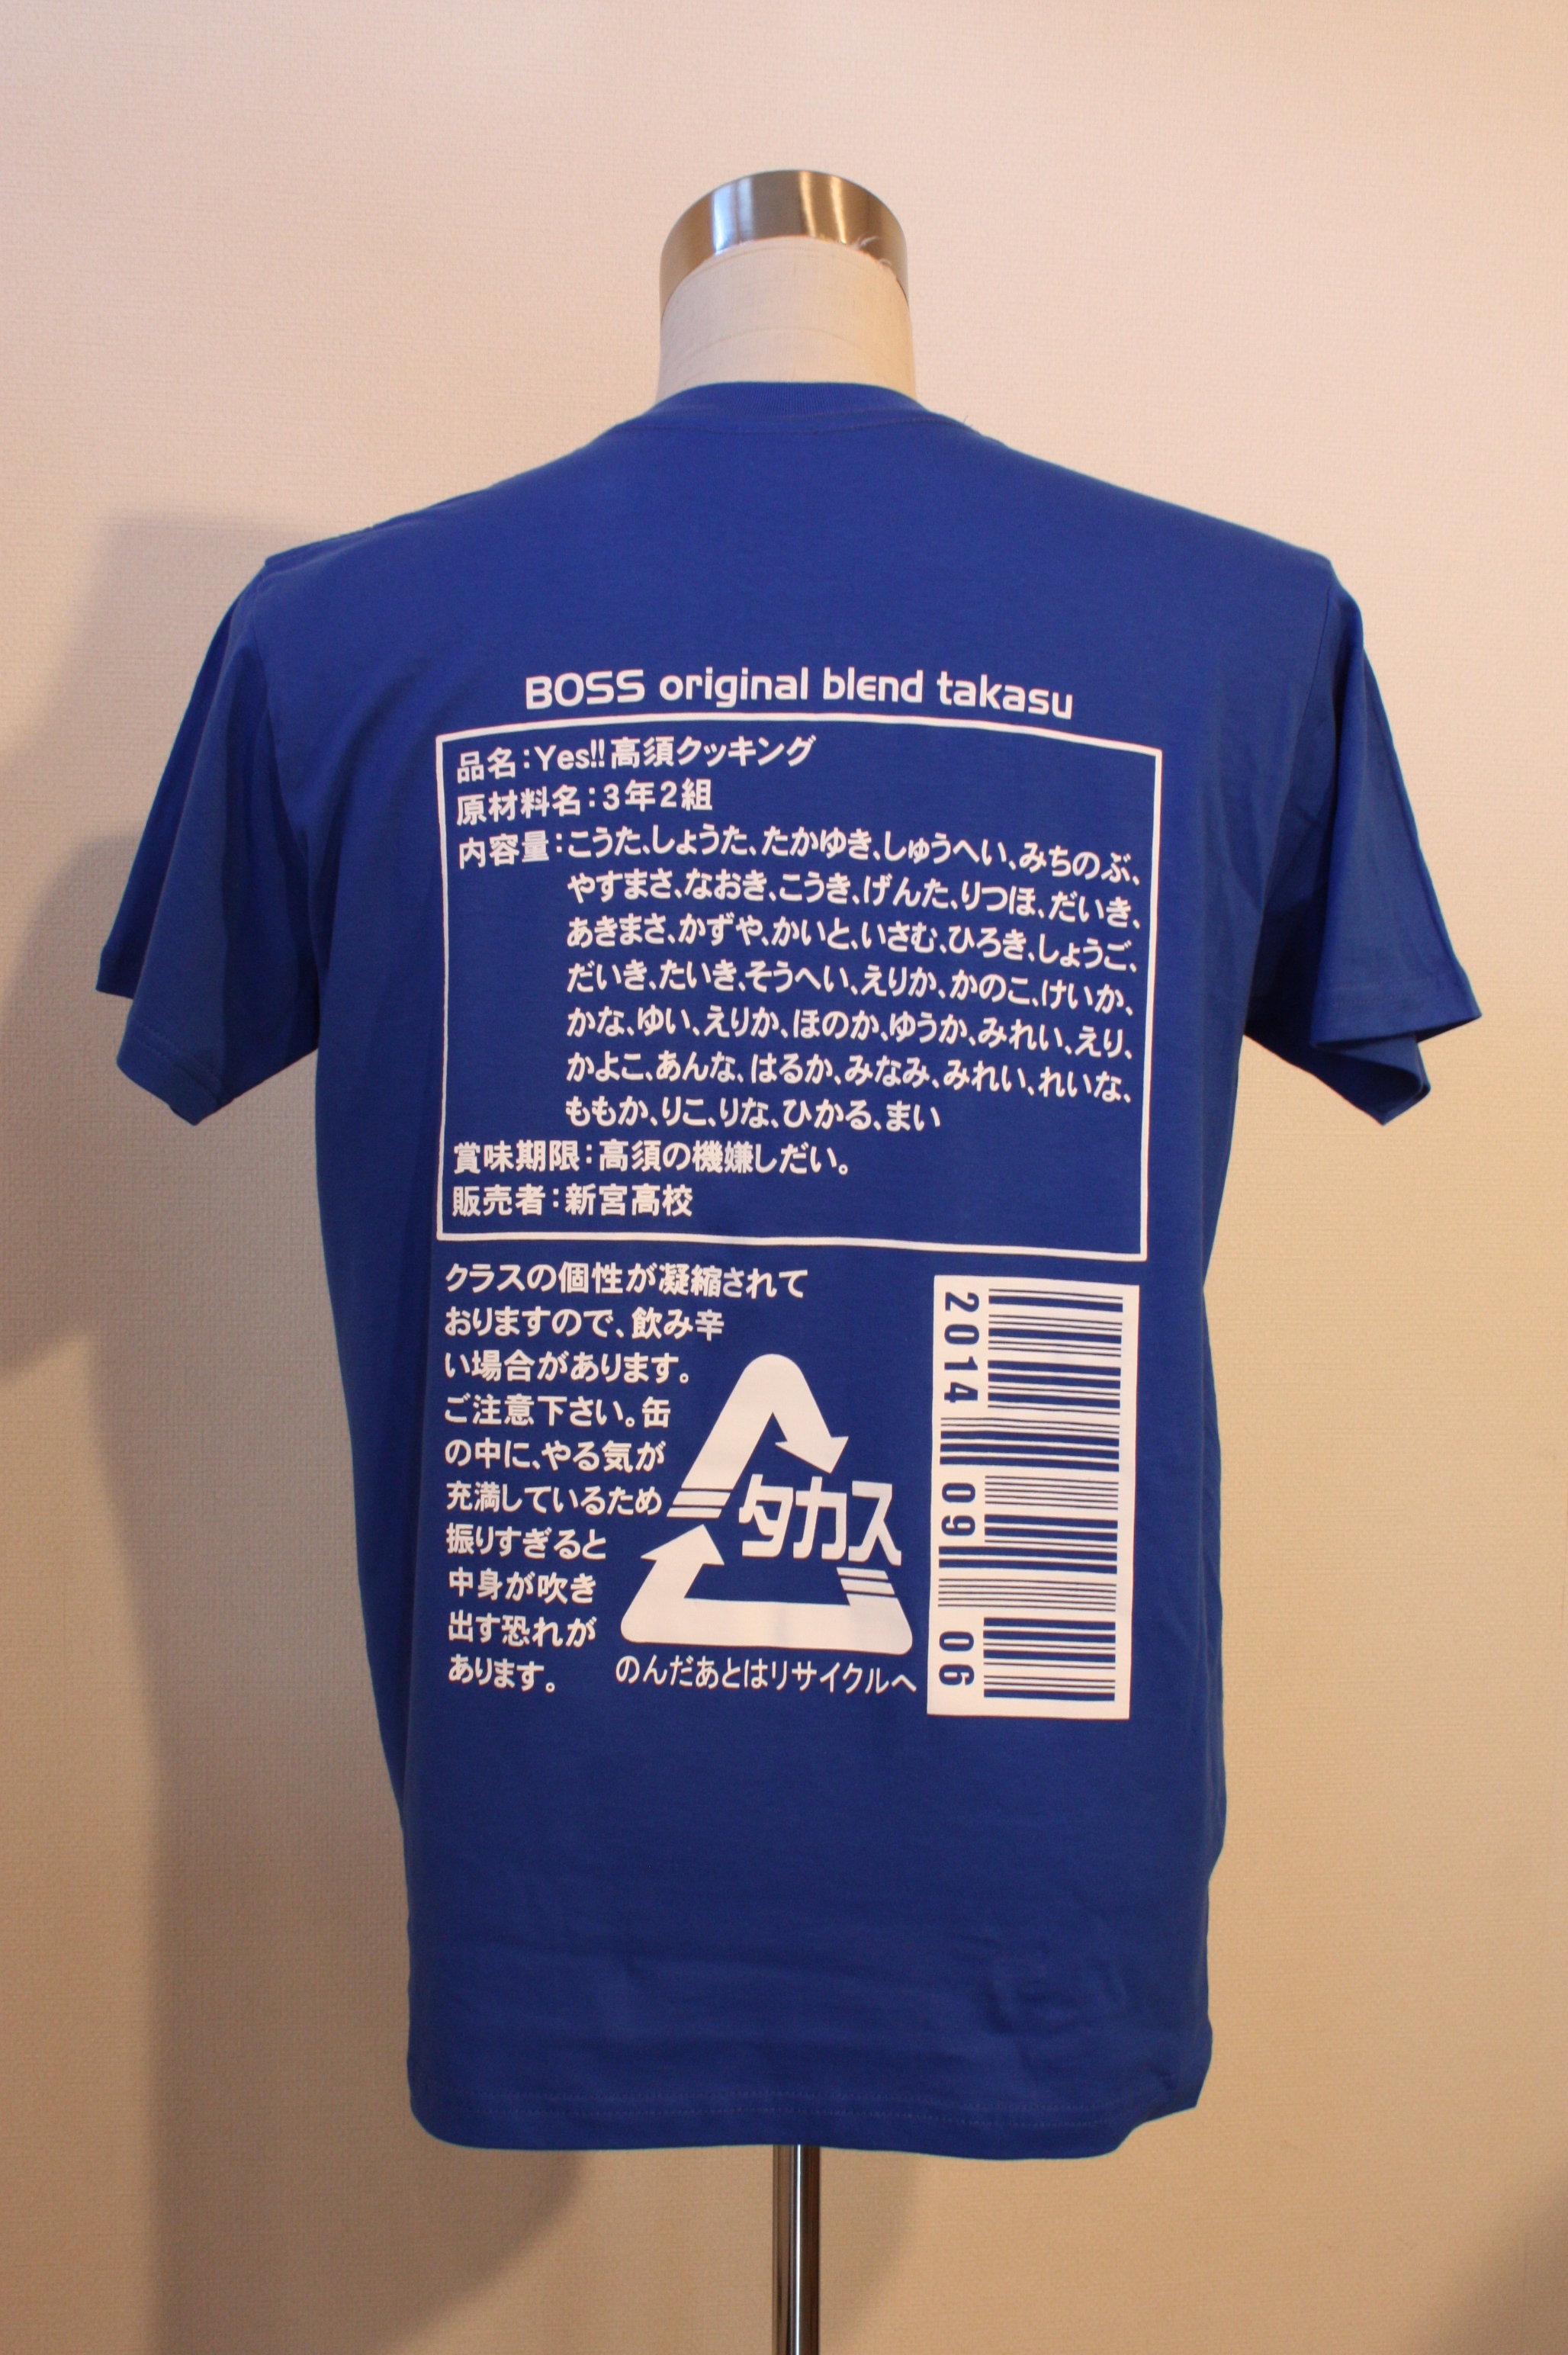 BOSS original blend takasu
品名：Yes!!高須クッキング
原材料名：3年2組
内容量：こうた、しょうた、たかゆき、しゅうへい、みちのぶ、
やすまさ、なおき、こうき、げんた、りつほ、だいき、
あきまさ、かずや、かいと、いさむ、ひろき、しょうご、
だいき、たいき、そうへい、えりか、かのこ、けいか、
かな、ゆい、えりか、ほのか、ゆうか、みれい、えり、
かよこ、あんな、はるか、みなみ、みれい、れいな、
ももか、りこ、りな、ひかる、まい
賞味期限：高須の機嫌しだい。
販売者：新宮高校
クラスの個性が凝縮されて
おりますので、飲み辛
い場合があります。
ご注意下さい。缶
の中に、やる気が
充満しているため
振りすぎると
中身が吹き
出す恐れが
あります。
タカス
のんだあとはリサイクルへ
2014 09 06